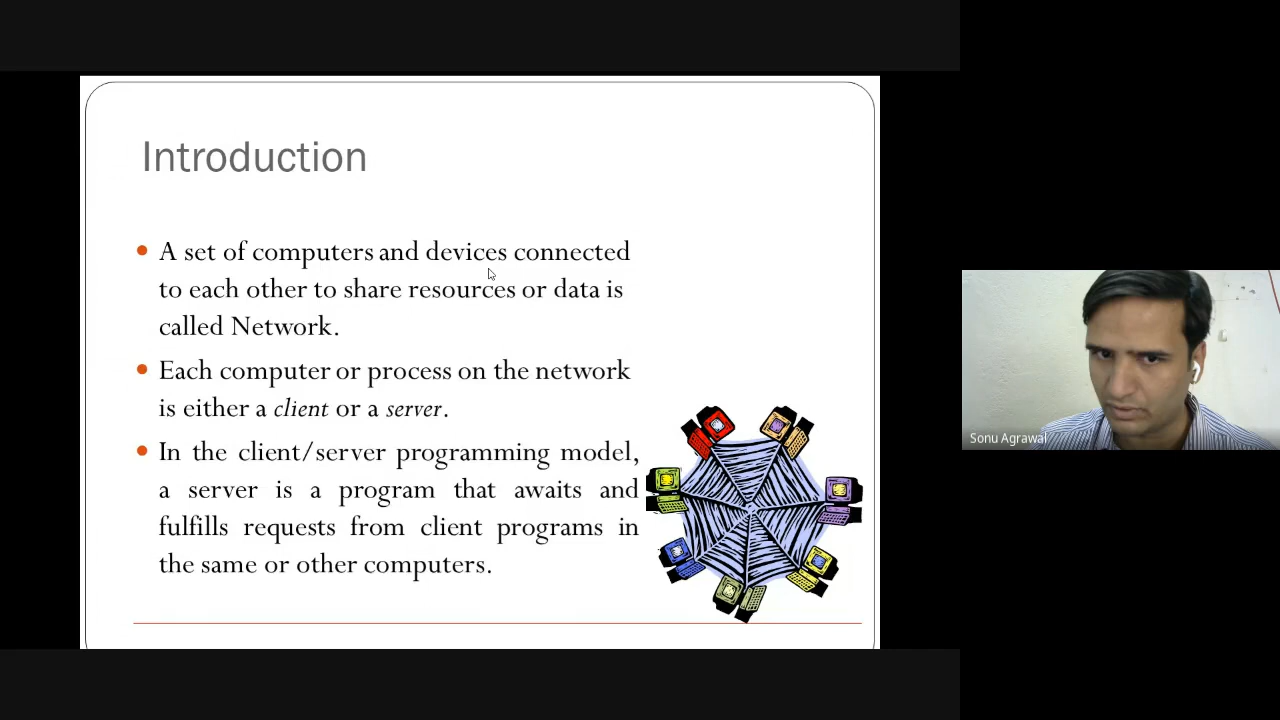 Introduction
A set of computers and devices connected
to each other to share resources or data is
called Network.
Each computer or process on the network
is either a client or a server.
In the client/server programming model,
a server is a program that awaits and
fulfills requests from client programs in
the same or other computers.
Sonu Agrawal